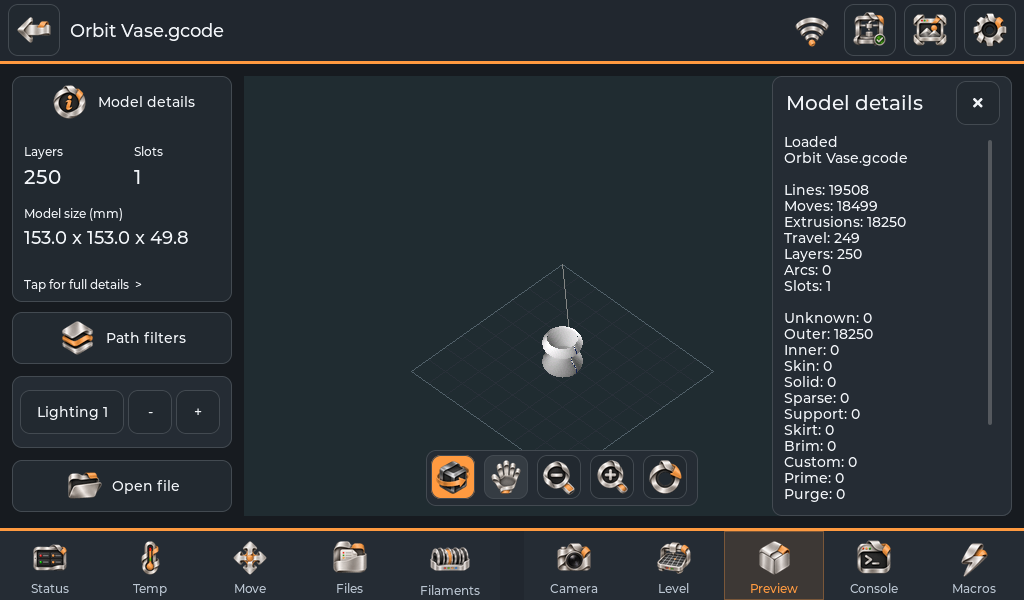 Orbit Vase.gcode
Model details
Layers
Slots
250
1
Model size (mm)
153.0 x 153.0 x 49.8
Tap for full details >
Path filters
Lighting 1
-
+
Open file
Model details
×
Loaded
Orbit Vase.gcode
Lines: 19508
Moves: 18499
Extrusions: 18250
Travel: 249
Layers: 250
Arcs: 0
Slots: 1
Unknown: 0
Outer: 18250
Inner: 0
Skin: 0
Solid: 0
Sparse: 0
Support: 0
Skirt: 0
Brim: 0
Custom: 0
Prime: 0
Purge: 0
Status
Temp
Move
Files
Filaments
Camera
Level
Preview
Console
Macros